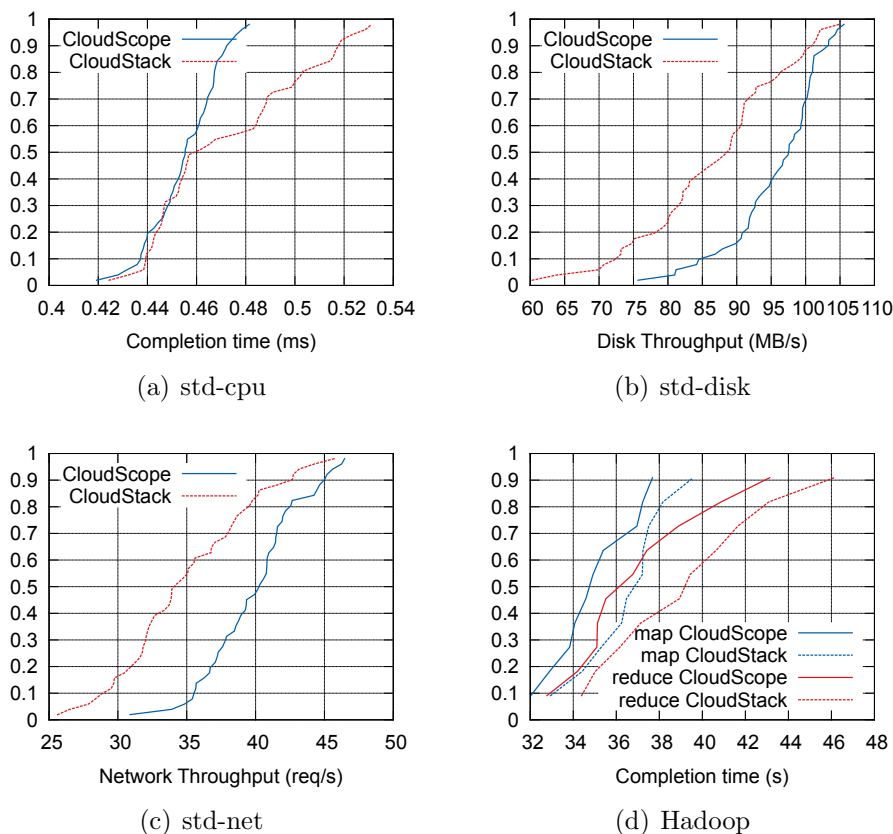 1
0.9
0.8
0.7
0.6
0.5
0.4
0.3
0.2
0.1
0
CloudScope
CloudStack
0.4 0.42 0.44 0.46 0.48 0.5 0.52 0.54
Completion time (ms)
(a) std-cpu
1
0.9
0.8
0.7
0.6
0.5
0.4
0.3
0.2
0.1
0
CloudScope
CloudStack
60 65 70 75 80 85 90 95 100 105 110
Disk Throughput (MB/s)
(b) std-disk
1
0.9
0.8
0.7
0.6
0.5
0.4
0.3
0.2
0.1
0
CloudScope
CloudStack
25 30 35 40 45 50
Network Throughput (req/s)
(c) std-net
1
0.9
0.8
0.7
0.6
0.5
0.4
0.3
0.2
0.1
0
map CloudScope
map CloudStack
reduce CloudScope
reduce CloudStack
32 34 36 38 40 42 44 46 48
Completion time (s)
(d) Hadoop